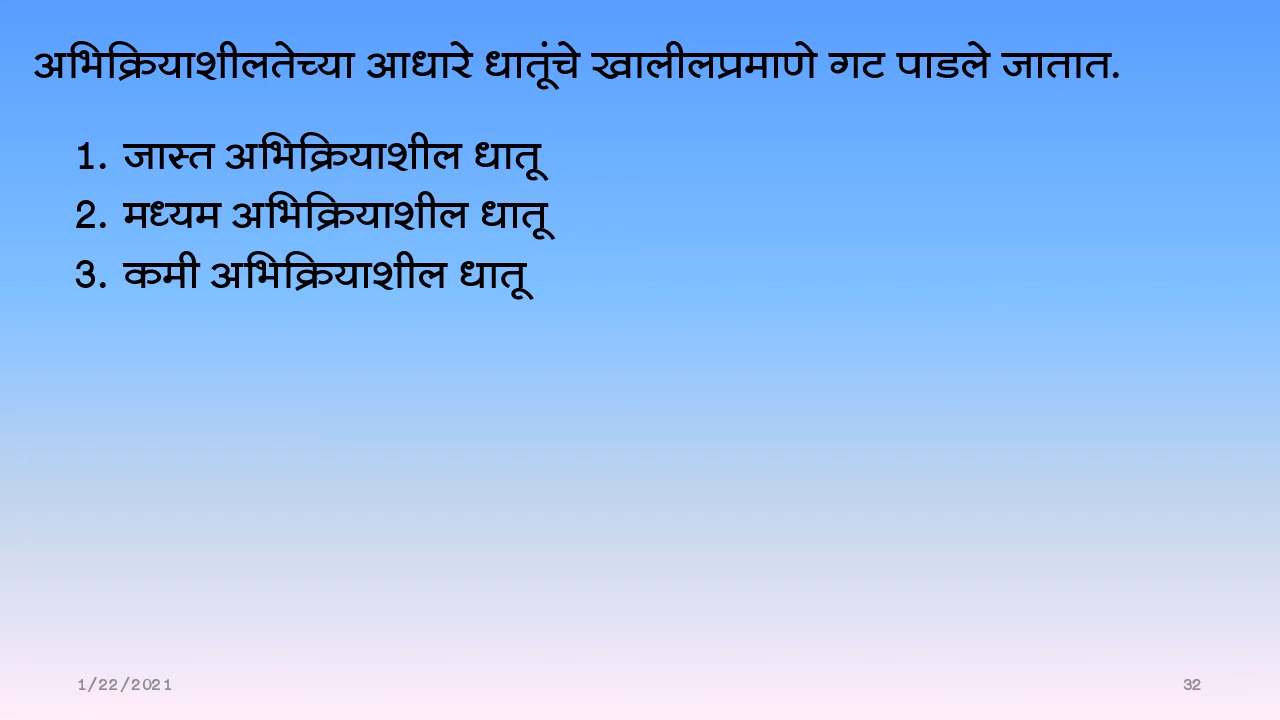 अभिक्रियाशीलतेच्या आधारे धातूंचे खालीलप्रमाणे गट पाडले जातात.
1. जास्त अभिक्रियाशील धातू
2. मध्यम अभिक्रियाशील धातू
3. कमी अभिक्रियाशील धातू
1/22/2021
32